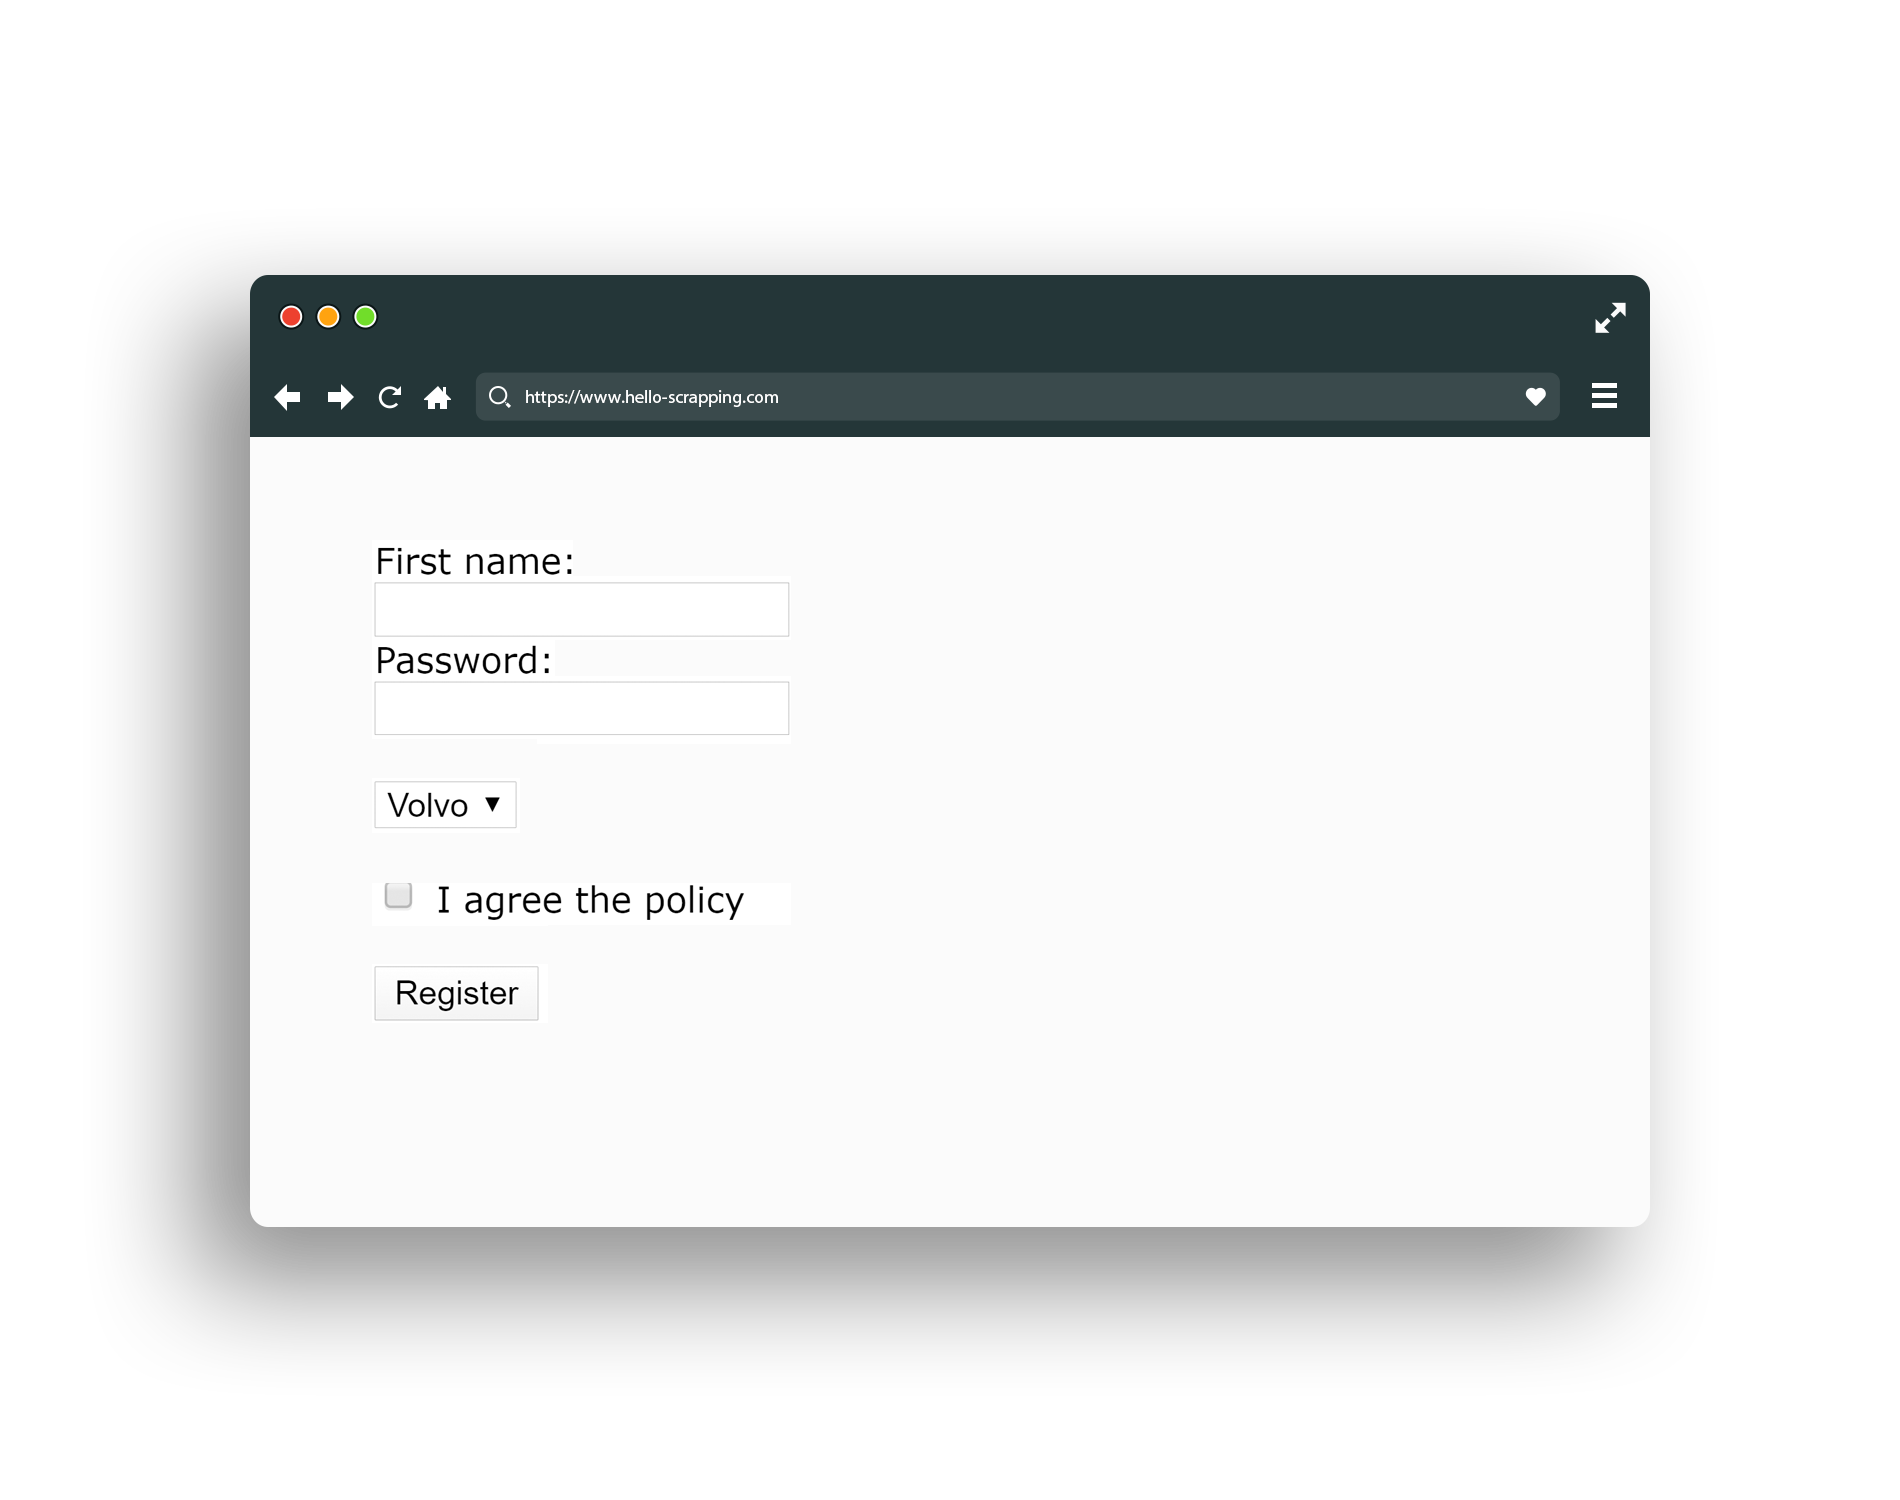 https://www.hello-scrapping.com
First name:
Password:
Volvo
I agree the policy
Register